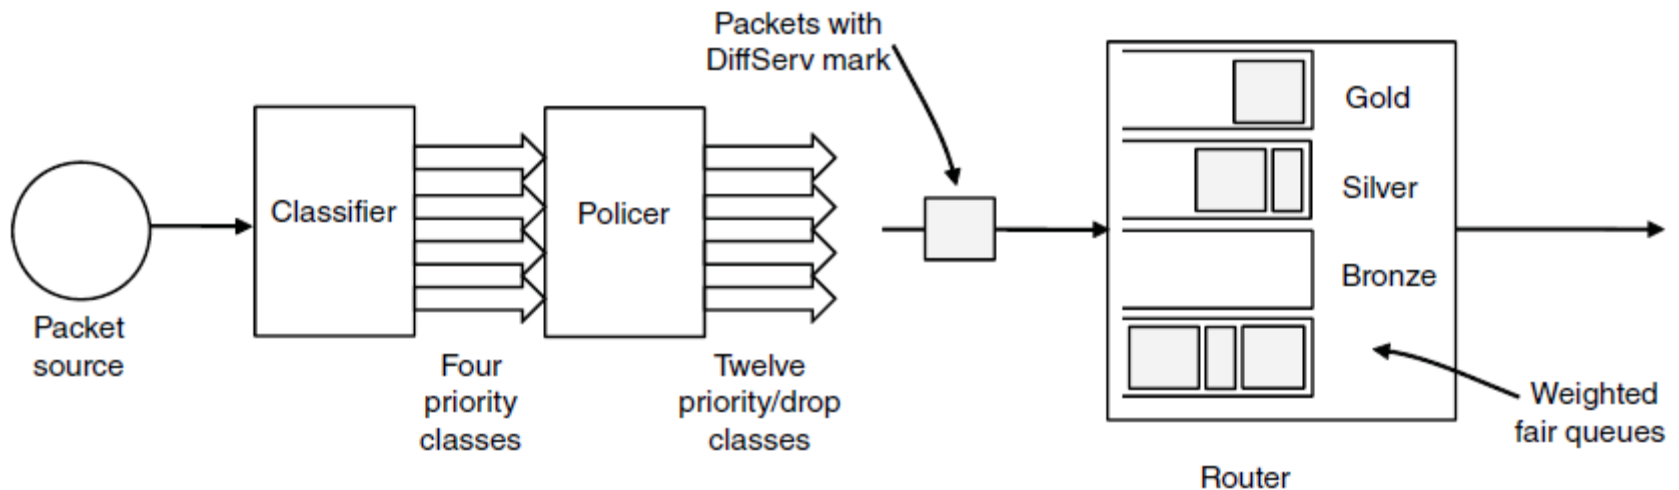 Packets with
DiffServ mark
Gold
Classifier
Policer
Silver
Bronze
Packet
source
Four
priority
classes
Twelve
priority/drop
classes
Weighted
fair queues
Router